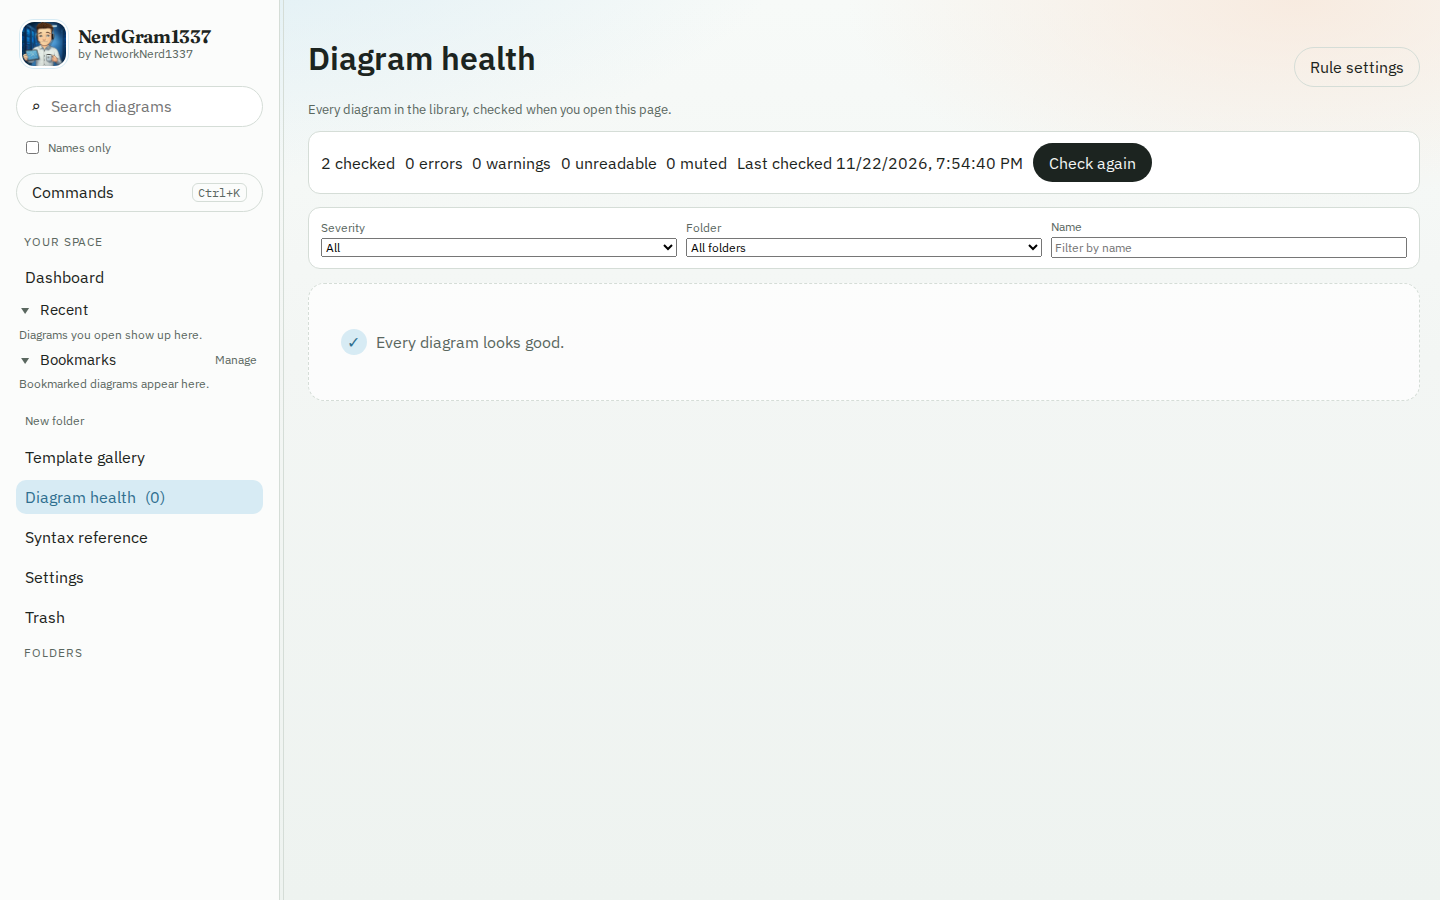 NerdGram1337
by NetworkNerd1337
Search diagrams
Names only
Commands Ctrl+K
YOUR SPACE
Dashboard
Recent
Diagrams you open show up here.
Bookmarks Manage
Bookmarked diagrams appear here.
New folder
Template gallery
Diagram health (0)
Syntax reference
Settings
Trash
FOLDERS
Diagram health
Rule settings
Every diagram in the library, checked when you open this page.
2 checked 0 errors 0 warnings 0 unreadable 0 muted Last checked 11/22/2026, 7:54:40 PM Check again
Severity Folder Name
All All folders Filter by name
Every diagram looks good.